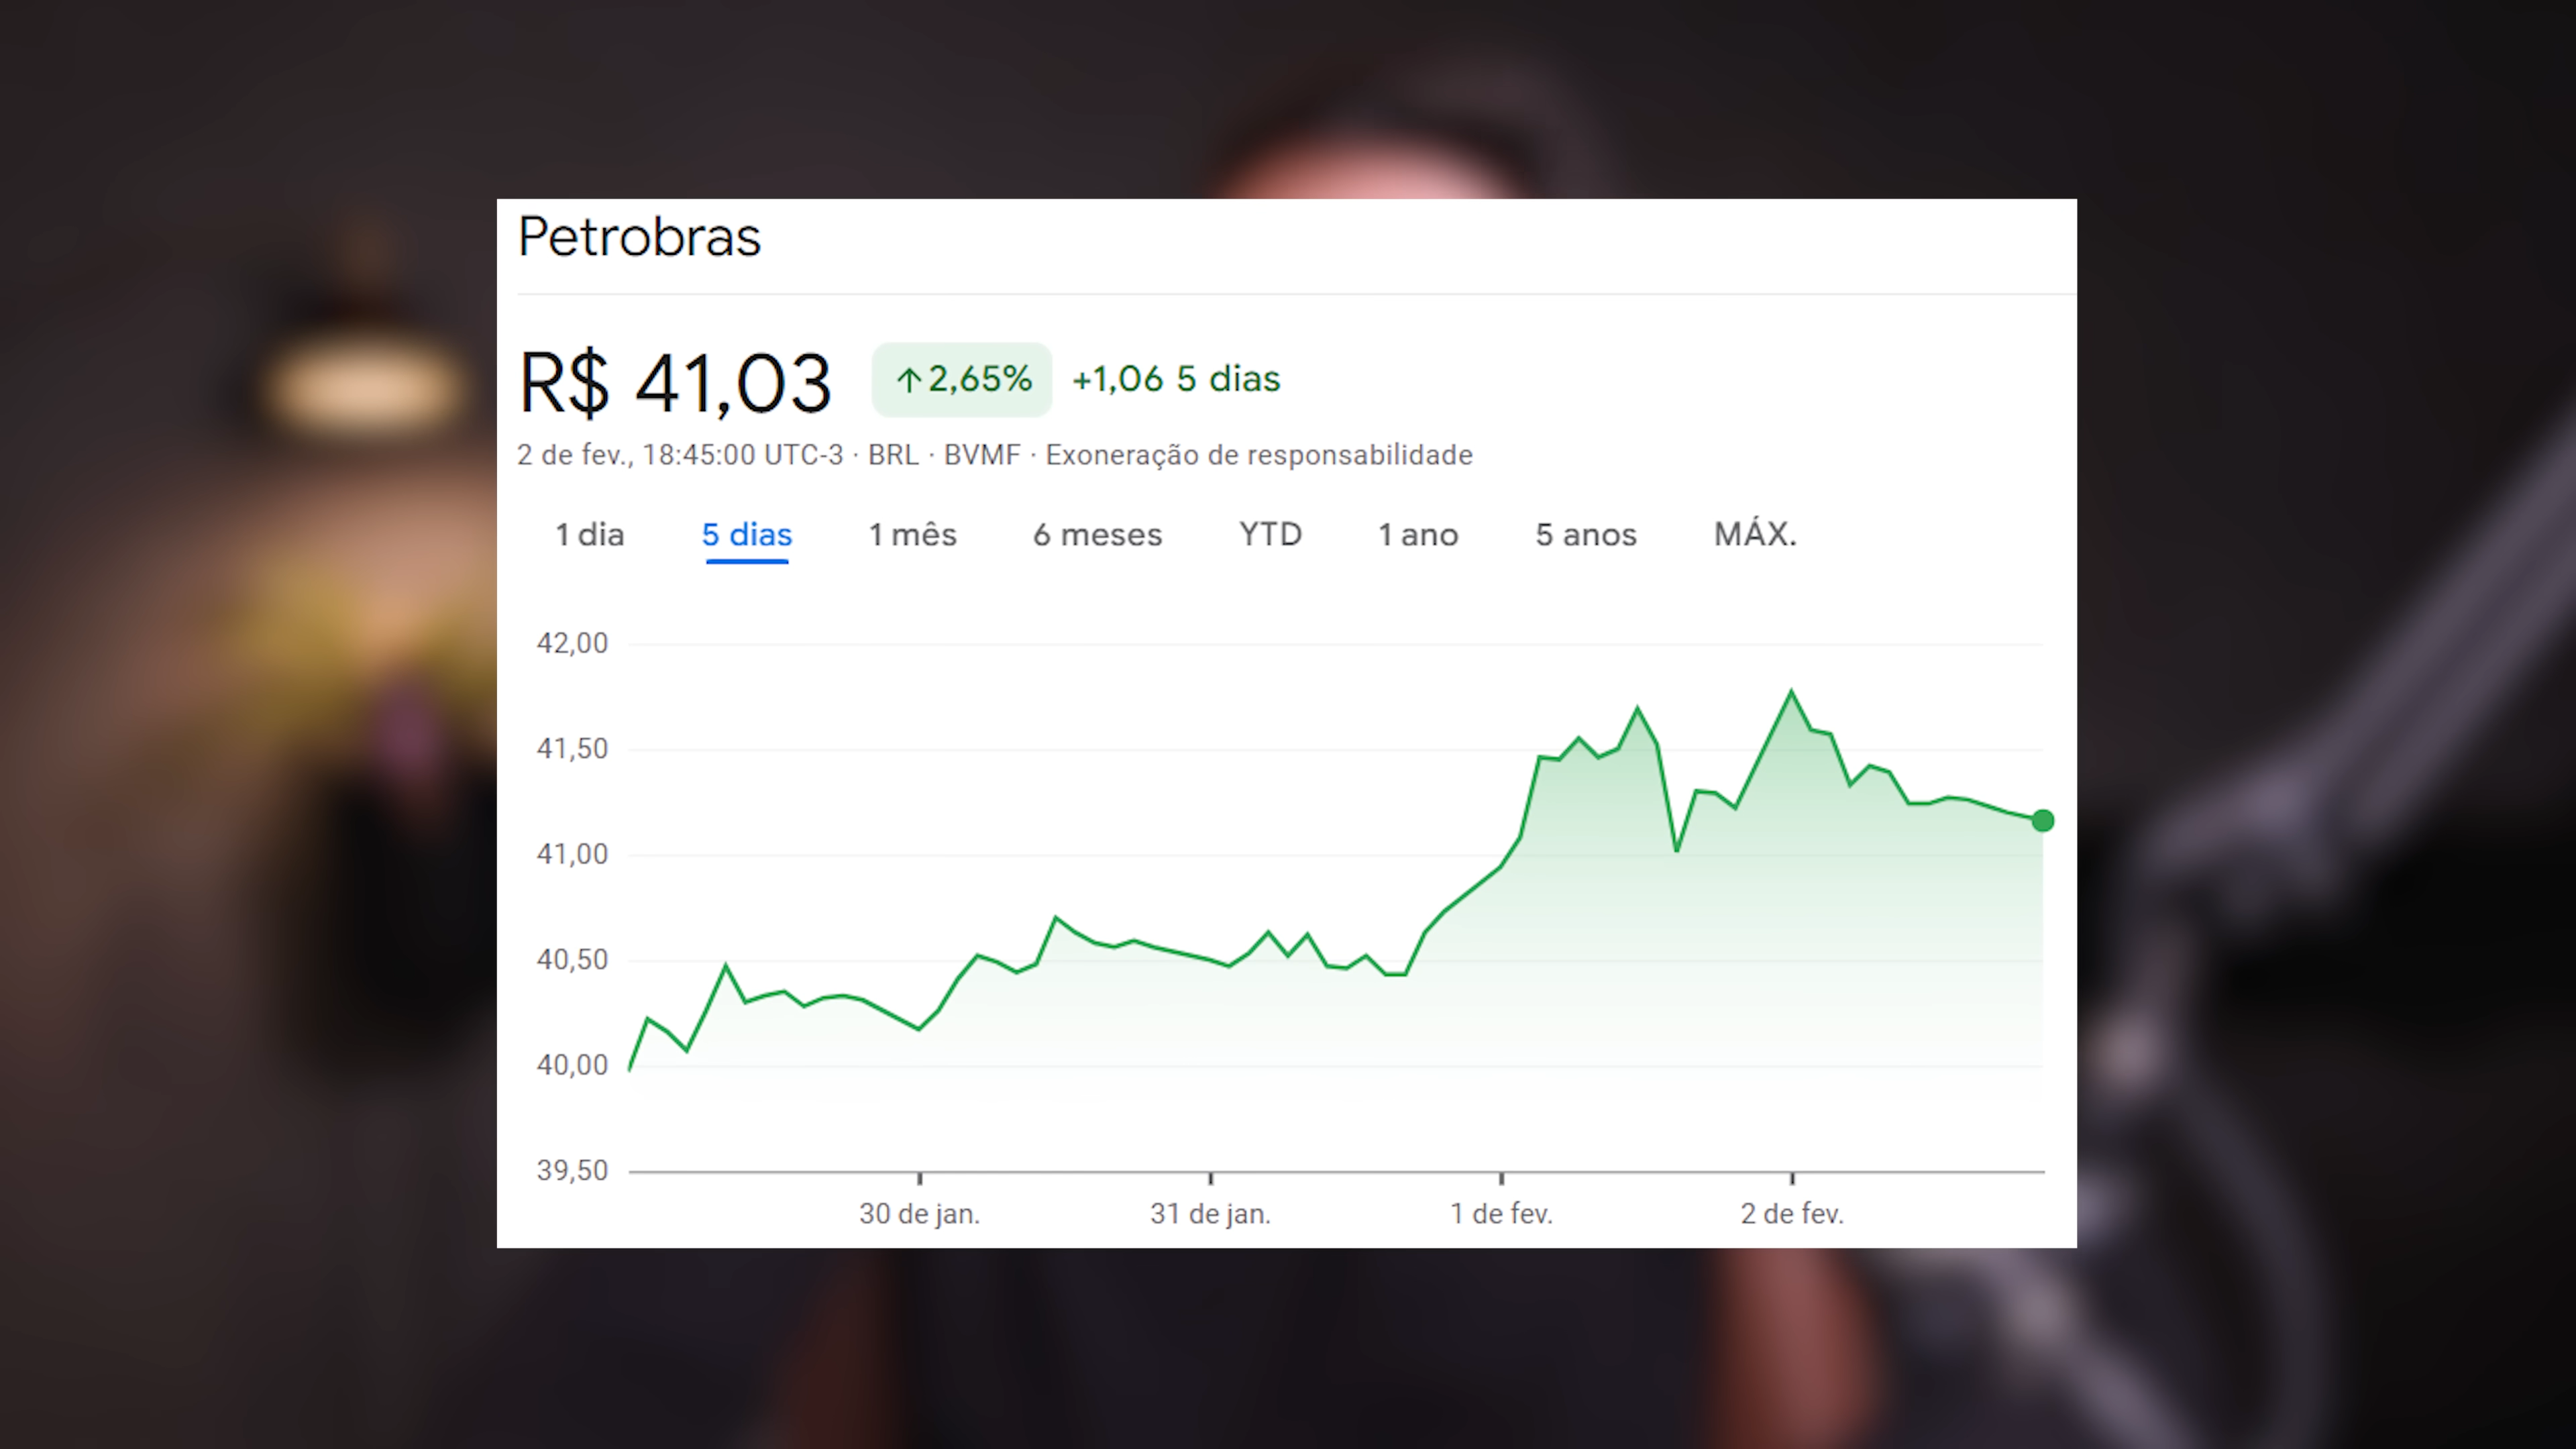 Petrobras
R$ 41,03 ↑2,65% +1,06 5 dias
2 de fev., 18:45:00 UTC-3 · BRL · BVMF · Exoneração de responsabilidade
1 dia 5 dias 1 mês 6 meses YTD 1 ano 5 anos MÁX.
42,00
41,50
41,00
40,50
40,00
39,50
30 de jan. 31 de jan. 1 de fev. 2 de fev.